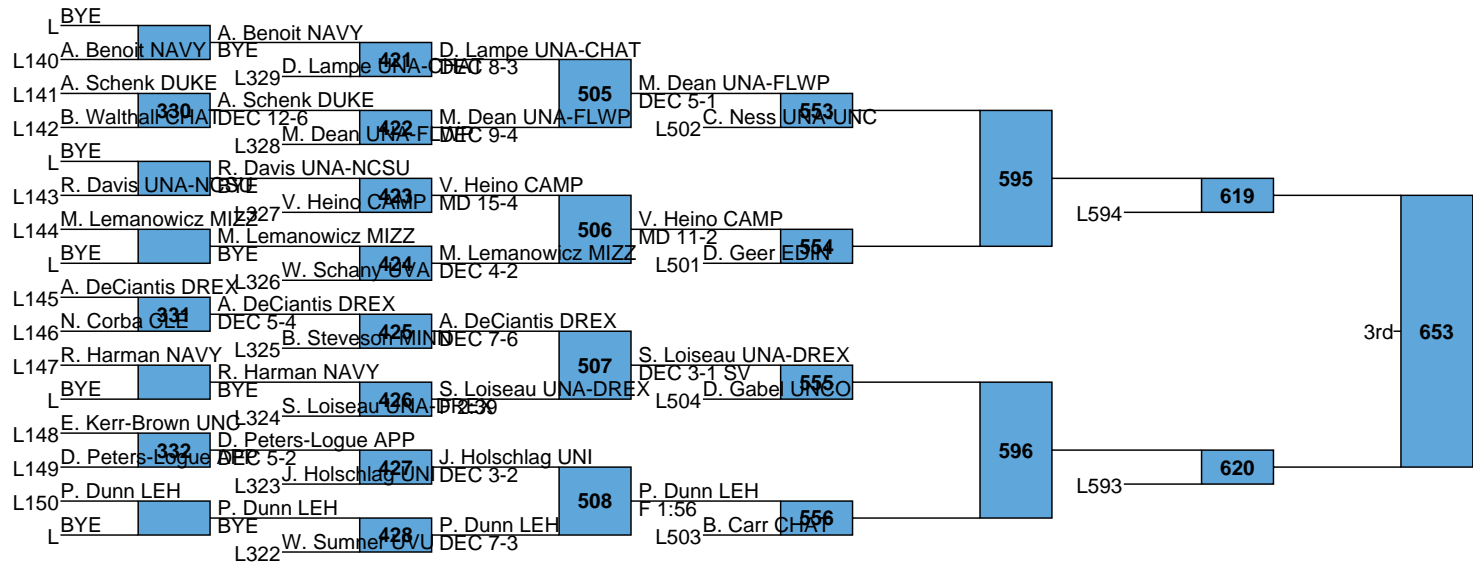 BYE
L
A. Benoit NAVY
L140
A. Benoit NAVY
BYE
A. Schenk DUKE
L141
330
B. Walthall CHAT
L142
A. Schenk DUKE
DEC 12-6
BYE
L
R. Davis UNA-NCSU
L143
R. Davis UNA-NCSU
BYE
M. Lemanowicz MIZZ
L144
BYE
L
M. Lemanowicz MIZZ
BYE
A. DeCiantis DREX
L145
331
N. Corba CLE
L146
A. DeCiantis DREX
DEC 5-4
R. Harman NAVY
L147
BYE
L
R. Harman NAVY
BYE
E. Kerr-Brown UNC
L148
332
D. Peters-Logue APP
L149
D. Peters-Logue APP
DEC 5-2
P. Dunn LEH
L150
BYE
L
P. Dunn LEH
BYE
421
D. Lampe UNA-CHAT
L329
D. Lampe UNA-CHAT
DEC 8-3
422
M. Dean UNA-FLWP
L328
M. Dean UNA-FLWP
DEC 9-4
423
V. Heino CAMP
L327
V. Heino CAMP
MD 15-4
424
W. Schany UVA
L326
M. Lemanowicz MIZZ
DEC 4-2
425
B. Steveson MINN
L325
A. DeCiantis DREX
DEC 7-6
426
S. Loiseau UNA-DREX
L324
S. Loiseau UNA-DREX
F 2:39
427
J. Holschlag UNI
L323
J. Holschlag UNI
DEC 3-2
428
W. Sumner UVU
L322
P. Dunn LEH
DEC 7-3
505
M. Dean UNA-FLWP
DEC 5-1
506
V. Heino CAMP
MD 11-2
507
S. Loiseau UNA-DREX
DEC 3-1 SV
508
P. Dunn LEH
F 1:56
553
C. Ness UNA-UNC
L502
554
D. Geer EDIN
L501
555
D. Gabel UNCO
L504
556
B. Carr CHAT
L503
595
596
619
L594
620
L593
3rd
653